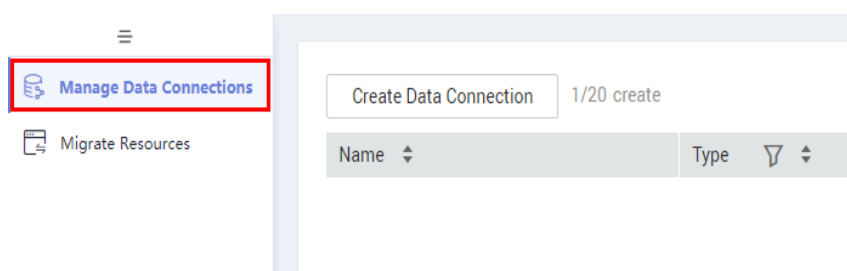 Manage Data Connections
Migrate Resources
Create Data Connection 1/20 create
Name Type